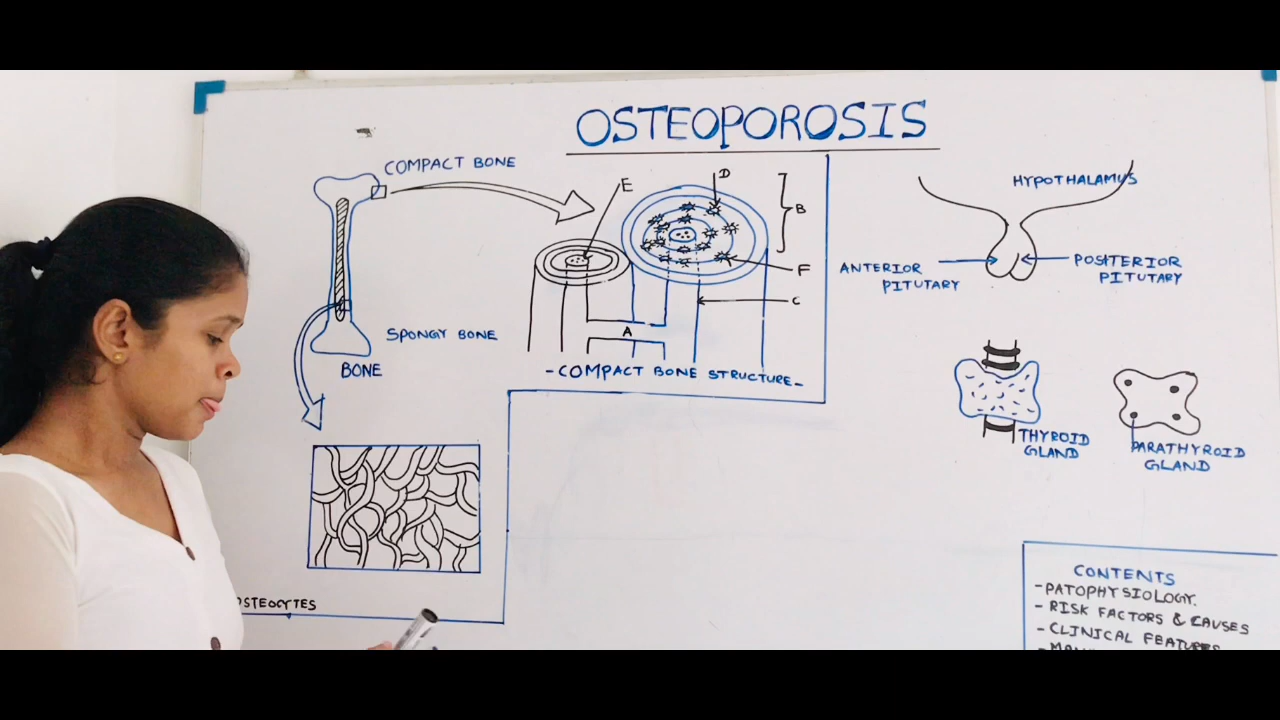 OSTEOPOROSIS
COMPACT BONE
E
D
B
F
C
A
-COMPACT BONE STRUCTURE-
SPONGY BONE
BONE
HYPOTHALAMUS
ANTERIOR
PITUTARY
POSITERIOR
PITUTARY
THYROID
GLAND
PARATHYROID
GLAND
OSTEOCYTES
CONTENTS
-PATOPHYSIOLOGY.
- RISK FACTORS & CAUSES
- CLINICAL FEATURES